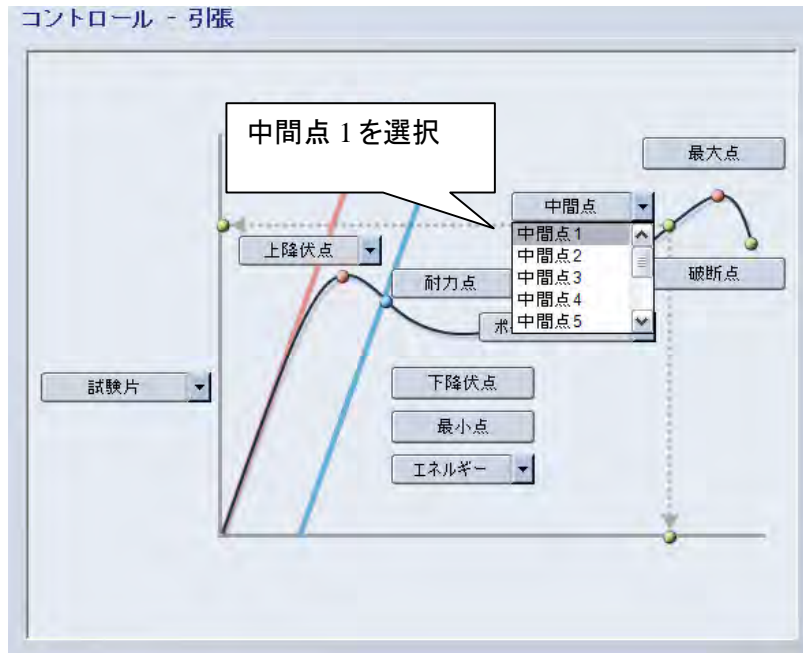 コントロール - 引張
中間点 1 を選択
最大点
中間点
上降伏点
中間点1
中間点2
中間点3
中間点4
中間点5
耐力点
破断点
ポ
試験片
下降伏点
最小点
エネルギー